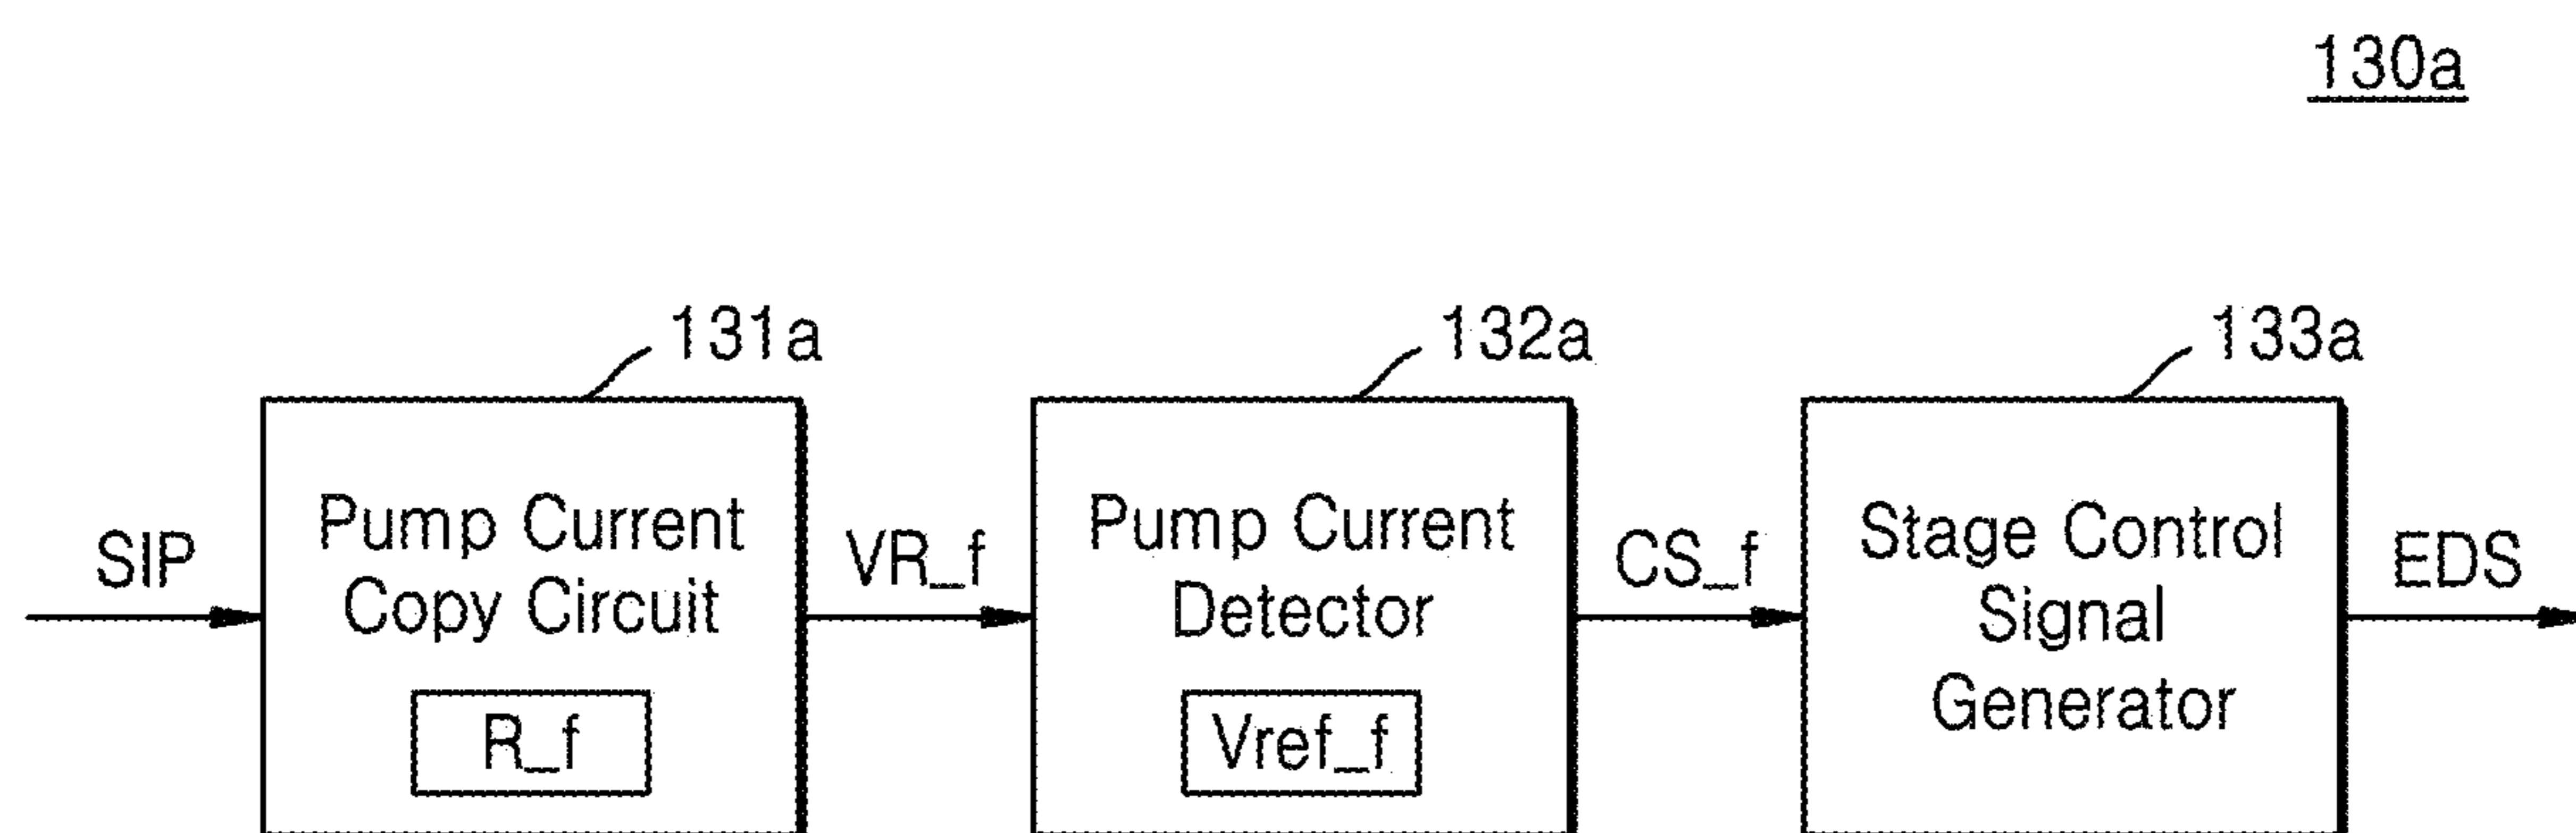 130a
131a
132a
133a
SIP
Pump Current
Copy Circuit
R_f
VR_f
Pump Current
Detector
Vref_f
CS_f
Stage Control
Signal
Generator
EDS